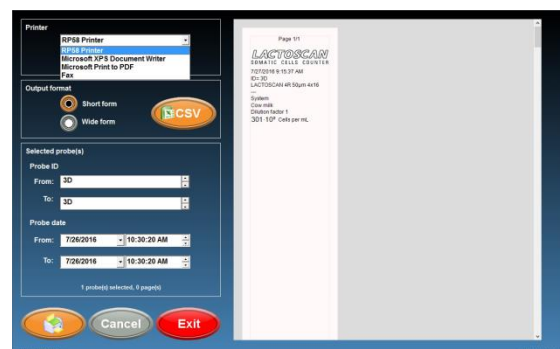 Printer
RP58 Printer
RP58 Printer
Microsoft XPS Document Writer
Microsoft Print to PDF
Fax
Output format
Short form
Wide form
CSV
Selected probe(s)
Probe ID
From: 3D
To: 3D
Probe date
From: 7/26/2016 10:30:20 AM
To: 7/26/2016 10:30:20 AM
1 probe(s) selected, 0 page(s)
Cancel
Exit
Page 1/1
LACTOSCAN
SOMATIC CELLS COUNTER
7/27/2016 9:15:37 AM
ID=3D
LACTOSCAN 4R 50µm 4x16
---
System
Cow milk
Dilution factor 1
Cells per mL